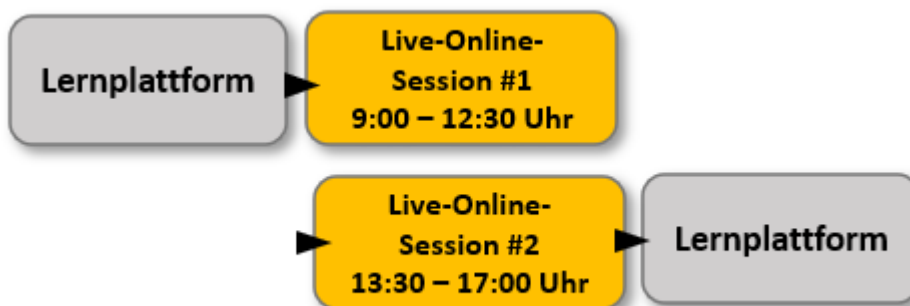 Lernplattform
Live-Online-
Session #1
9:00 – 12:30 Uhr
Live-Online-
Session #2
13:30 – 17:00 Uhr
Lernplattform